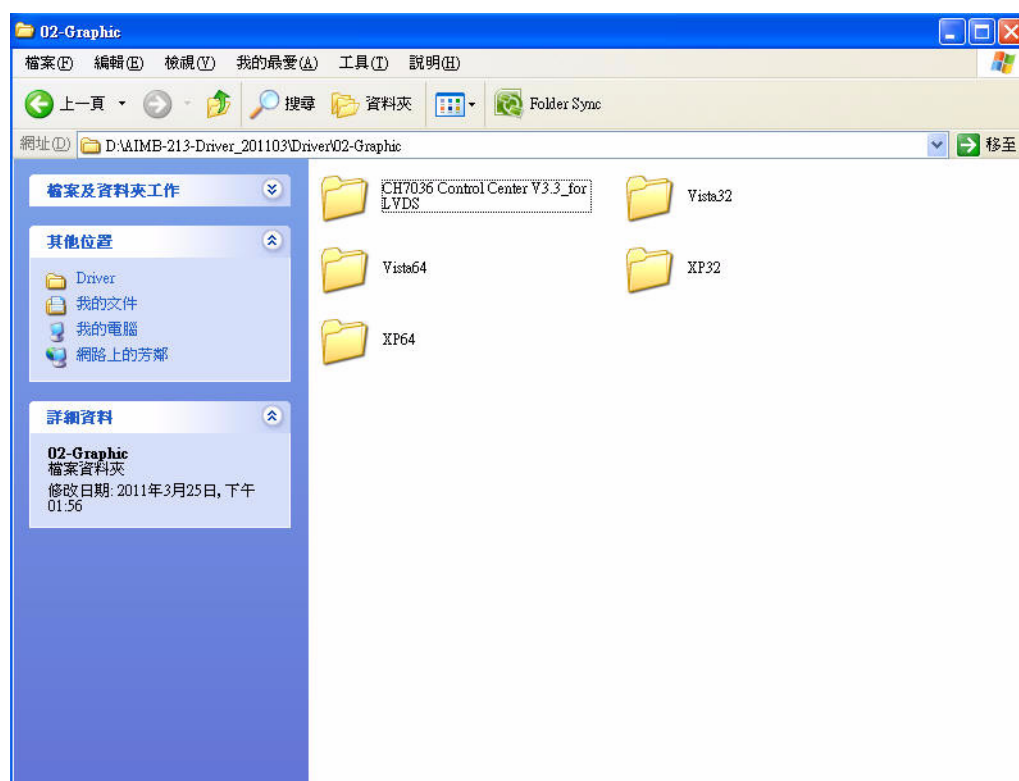 02-Graphic
檔案(F) 編輯(E) 檢視(V) 我的最愛(A) 工具(T) 說明(H)
上一頁 搜尋 資料夾 Folder Sync
網址(D) D:\AIMB-213-Driver_201103\Driver\02-Graphic 移至
檔案及資料夾工作
其他位置
Driver
我的文件
我的電腦
網路上的芳鄰
詳細資料
02-Graphic
檔案資料夾
修改日期: 2011年3月25日, 下午
01:56
CH7036 Control Center V3.3_for
LVDS
Vista32
Vista64
XP32
XP64